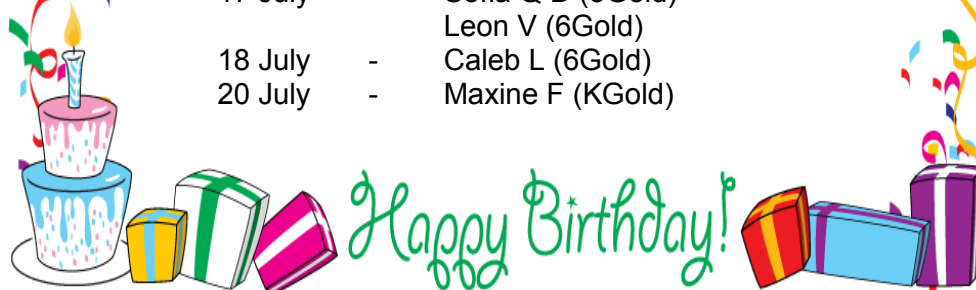 18 July - Caleb L (6Gold)
Leon V (6Gold)
20 July - Maxine F (KGold)
Happy Birthday!